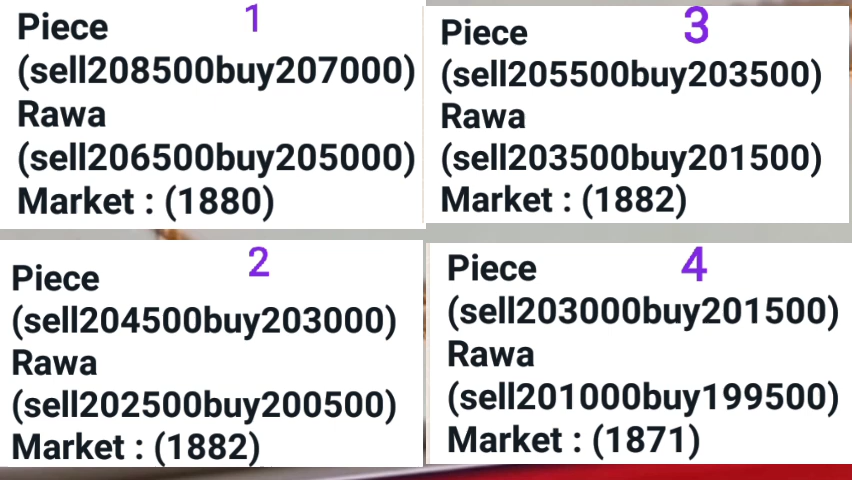 1
Piece
(sell208500buy207000)
Rawa
(sell206500buy205000)
Market : (1880)
2
Piece
(sell204500buy203000)
Rawa
(sell202500buy200500)
Market : (1882)
3
Piece
(sell205500buy203500)
Rawa
(sell203500buy201500)
Market : (1882)
4
Piece
(sell203000buy201500)
Rawa
(sell201000buy199500)
Market : (1871)